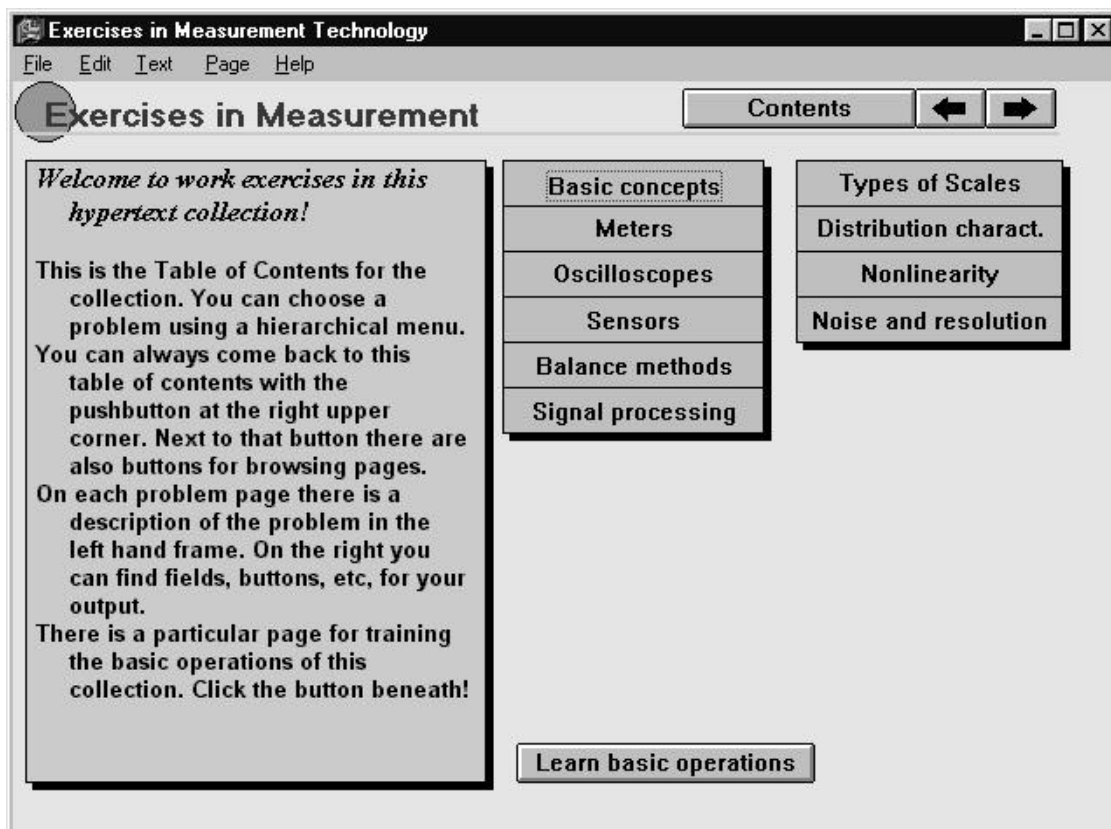 Exercises in Measurement Technology
File Edit Text Page Help
Exercises in Measurement
Contents
Welcome to work exercises in this
hypertext collection!
This is the Table of Contents for the
collection. You can choose a
problem using a hierarchical menu.
You can always come back to this
table of contents with the
pushbutton at the right upper
corner. Next to that button there are
also buttons for browsing pages.
On each problem page there is a
description of the problem in the
left hand frame. On the right you
can find fields, buttons, etc, for your
output.
There is a particular page for training
the basic operations of this
collection. Click the button beneath!
Basic concepts
Meters
Oscilloscopes
Sensors
Balance methods
Signal processing
Types of Scales
Distribution charact.
Nonlinearity
Noise and resolution
Learn basic operations